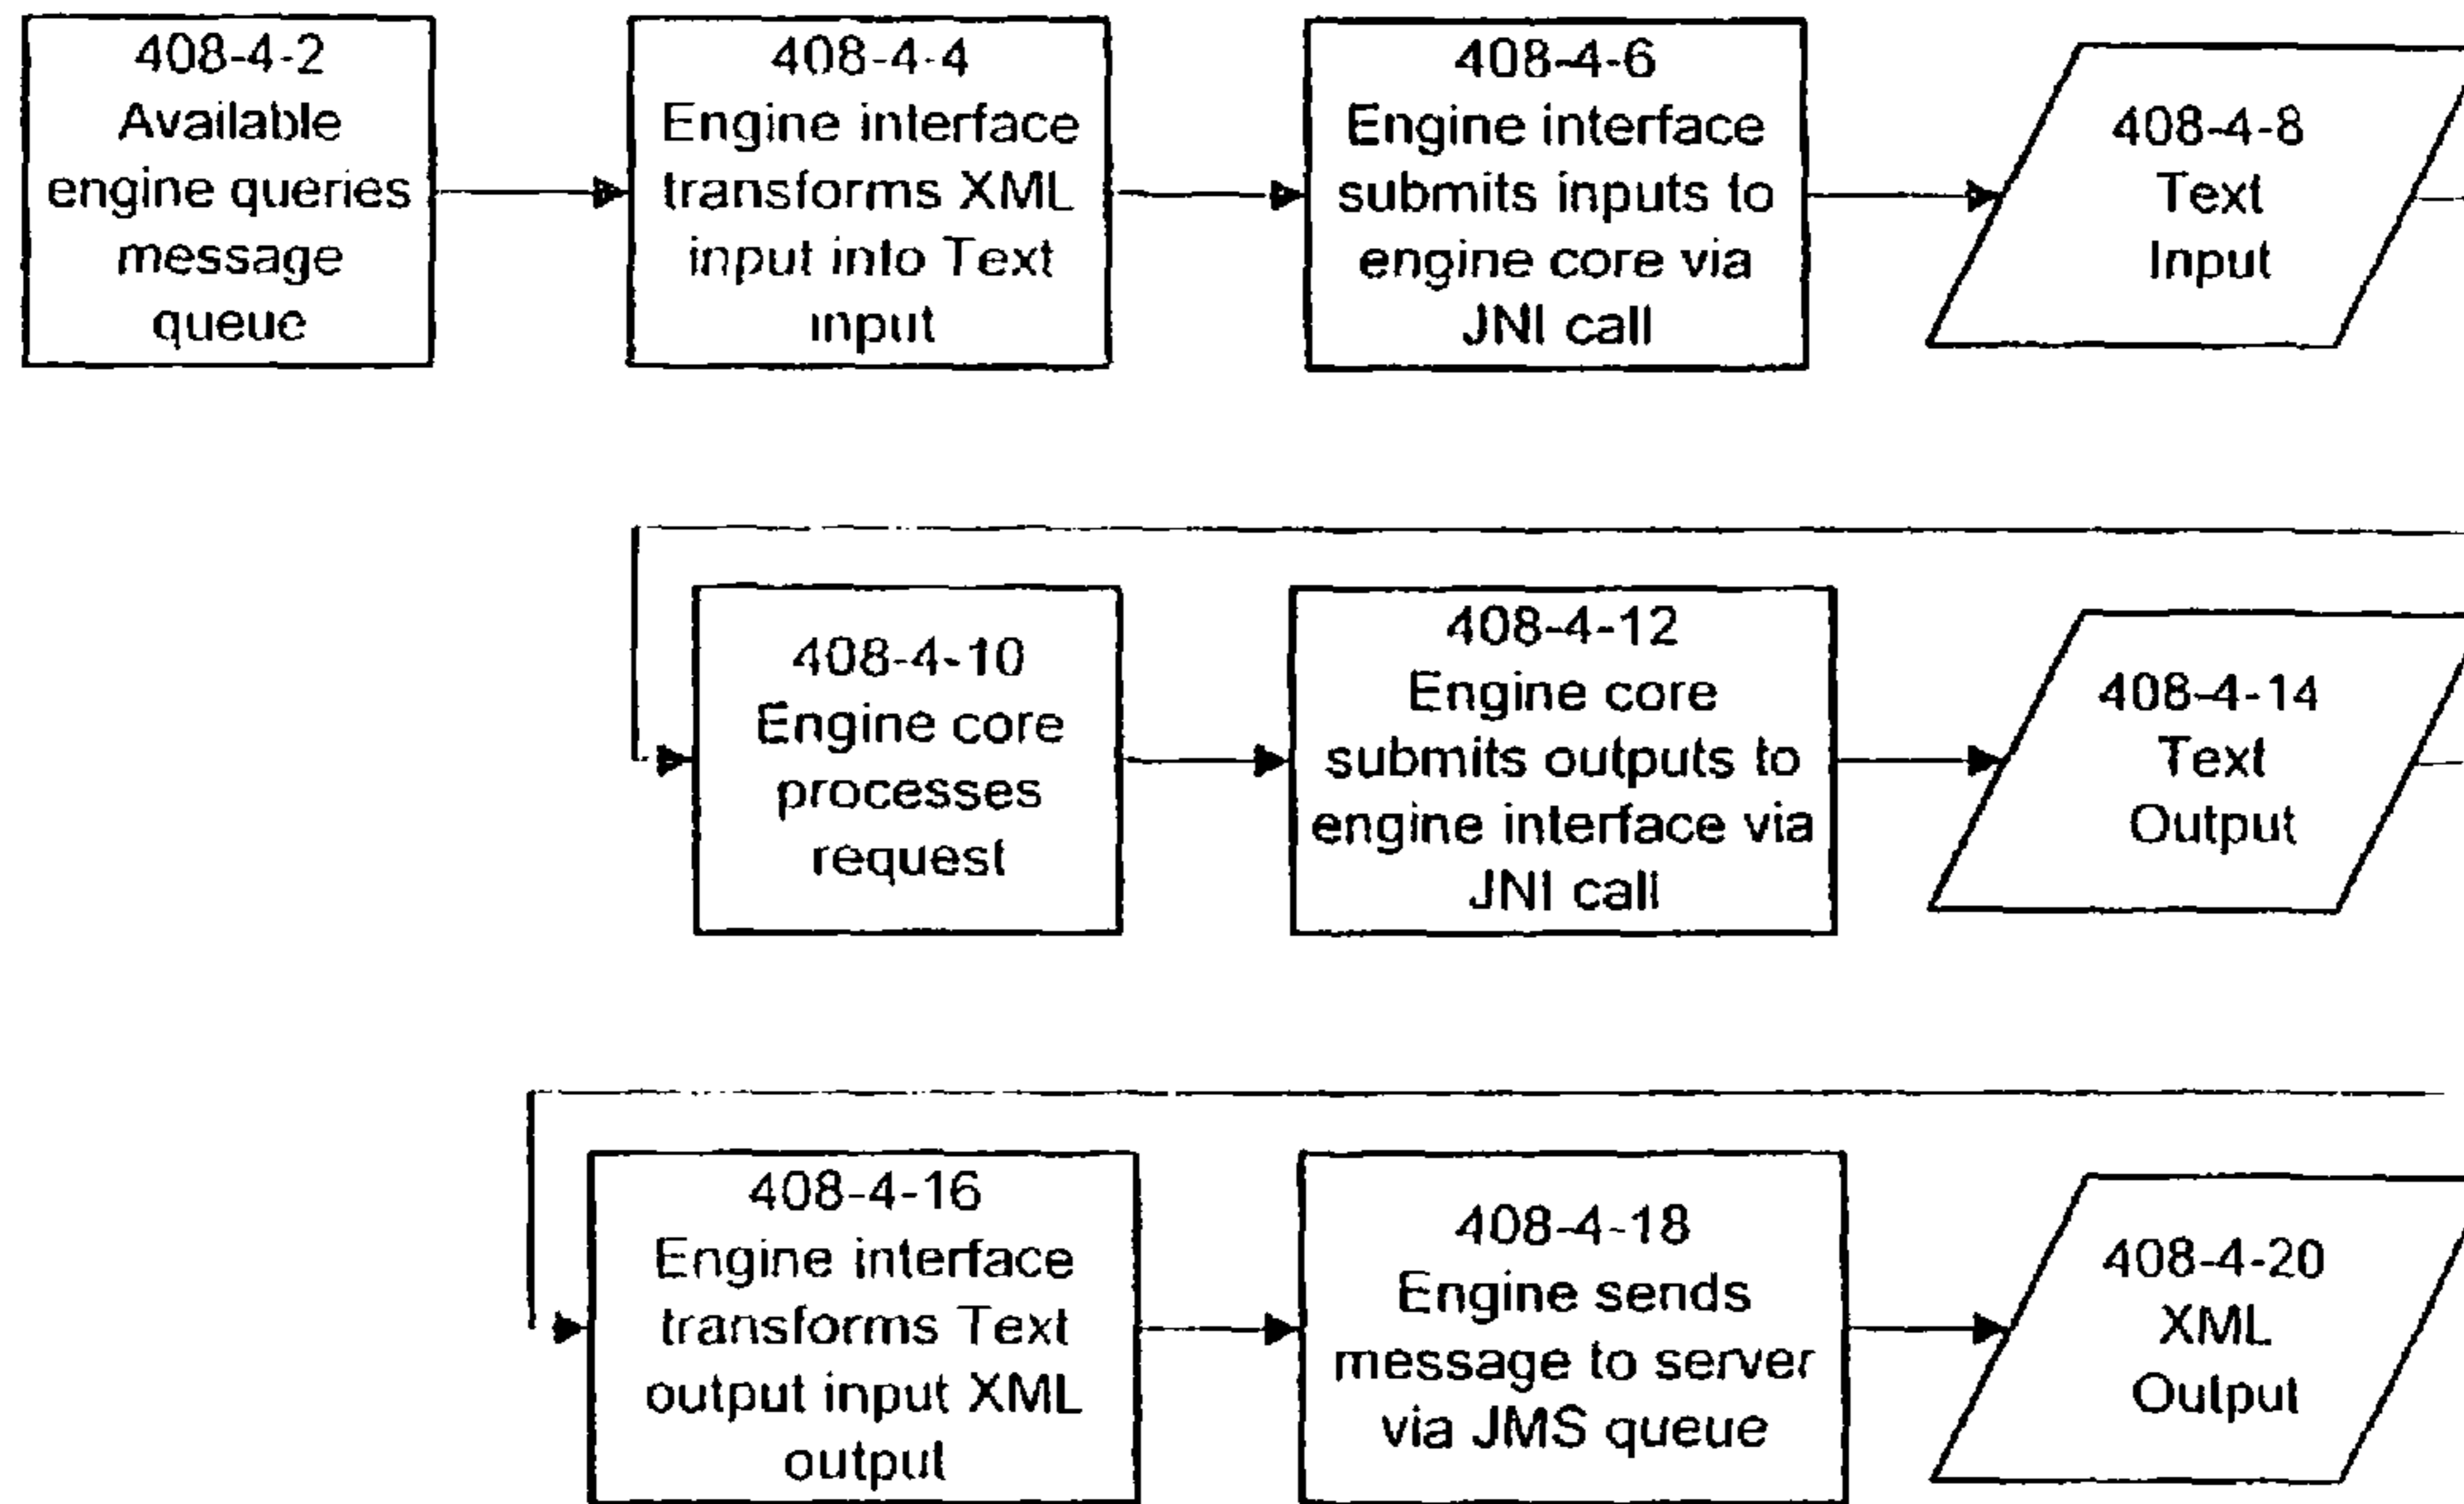 408-4-2
Available
engine queries
message
queue
408-4-4
Engine interface
transforms XML
input into Text
input
408-4-6
Engine interface
submits inputs to
engine core via
JNI call
408-4-8
Text
Input
408-4-10
Engine core
processes
request
408-4-12
Engine core
submits outputs to
engine interface via
JNI call
408-4-14
Text
Output
408-4-16
Engine interface
transforms Text
output input XML
output
408-4-18
Engine sends
message to server
via JMS queue
408-4-20
XML
Output